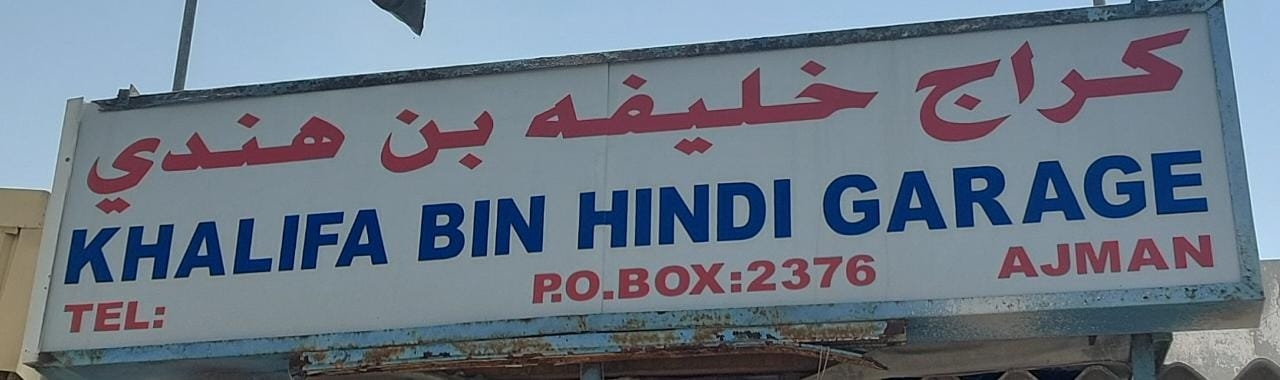 كراج خليفه بن هندي
KHALIFA BIN HINDI GARAGE
TEL: P.O.BOX:2376 AJMAN